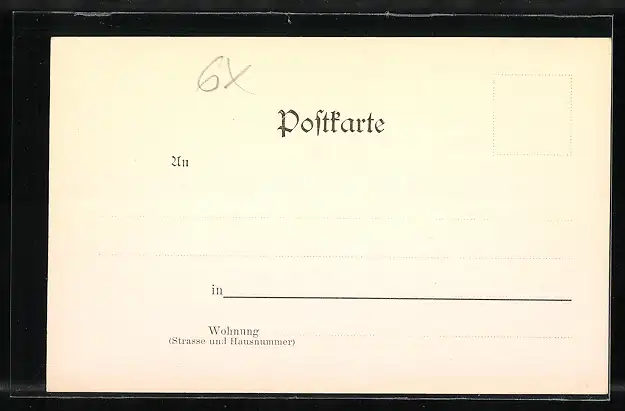 6X
Postkarte
An
in
Wohnung
(Strasse und Hausnummer)